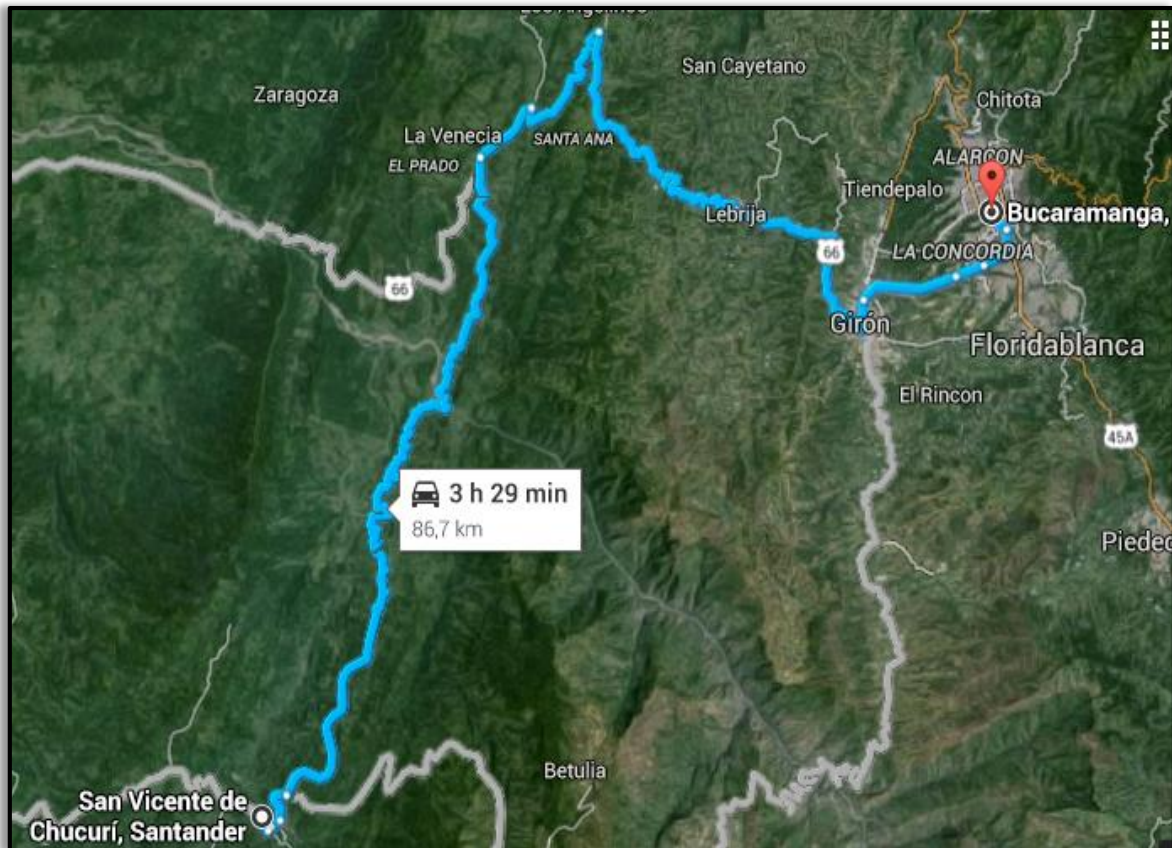 San Cayetano
Zaragoza
Chitota
La Venecia
SANTA ANA
EL PRADO
ALARCON
Tiendepalo
Lebrija
Bucaramanga,
66
LA CONCORDIA
66
Girón
Floridablanca
El Rincon
45A
3 h 29 min
86,7 km
Piedec
Betulia
San Vicente de
Chucurí, Santander